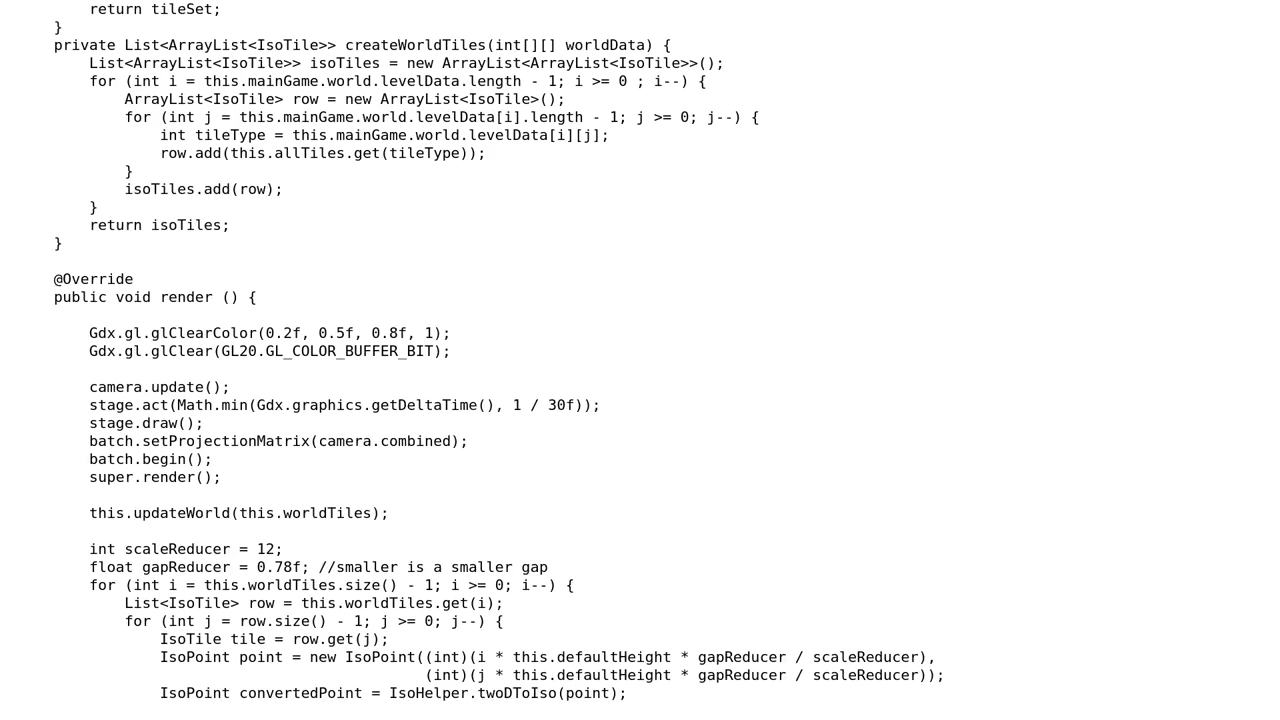 return tileSet;
}
private List<ArrayList<IsoTile>> createWorldTiles(int[][] worldData) {
List<ArrayList<IsoTile>> isoTiles = new ArrayList<ArrayList<IsoTile>>();
for (int i = this.mainGame.world.levelData.length - 1; i >= 0 ; i--) {
ArrayList<IsoTile> row = new ArrayList<IsoTile>();
for (int j = this.mainGame.world.levelData[i].length - 1; j >= 0; j--) {
int tileType = this.mainGame.world.levelData[i][j];
row.add(this.allTiles.get(tileType));
}
isoTiles.add(row);
}
return isoTiles;
}
@Override
public void render () {
Gdx.gl.glClearColor(0.2f, 0.5f, 0.8f, 1);
Gdx.gl.glClear(GL20.GL_COLOR_BUFFER_BIT);
camera.update();
stage.act(Math.min(Gdx.graphics.getDeltaTime(), 1 / 30f));
stage.draw();
batch.setProjectionMatrix(camera.combined);
batch.begin();
super.render();
this.updateWorld(this.worldTiles);
int scaleReducer = 12;
float gapReducer = 0.78f; //smaller is a smaller gap
for (int i = this.worldTiles.size() - 1; i >= 0; i--) {
List<IsoTile> row = this.worldTiles.get(i);
for (int j = row.size() - 1; j >= 0; j--) {
IsoTile tile = row.get(j);
IsoPoint point = new IsoPoint((int)(i * this.defaultHeight * gapReducer / scaleReducer),
(int)(j * this.defaultHeight * gapReducer / scaleReducer));
IsoPoint convertedPoint = IsoHelper.twoDToIso(point);